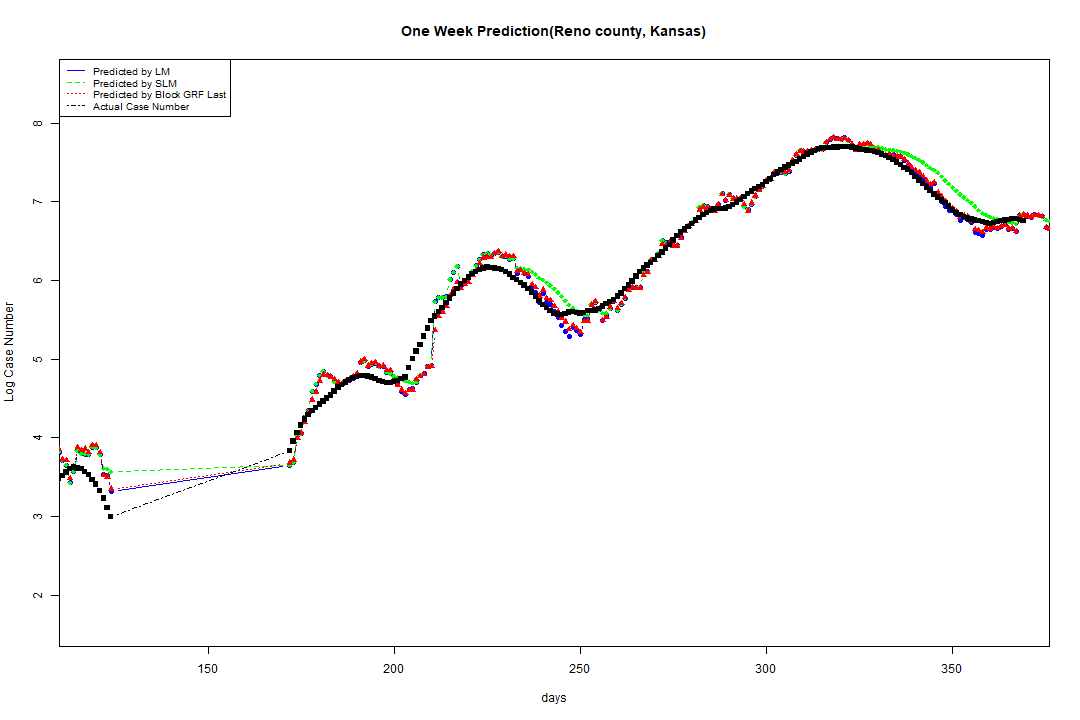 One Week Prediction(Reno county, Kansas)
Predicted by LM
Predicted by SLM
Predicted by Block GRF Last
Actual Case Number
8
7
6
5
4
3
2
Log Case Number
150 200 250 300 350
days